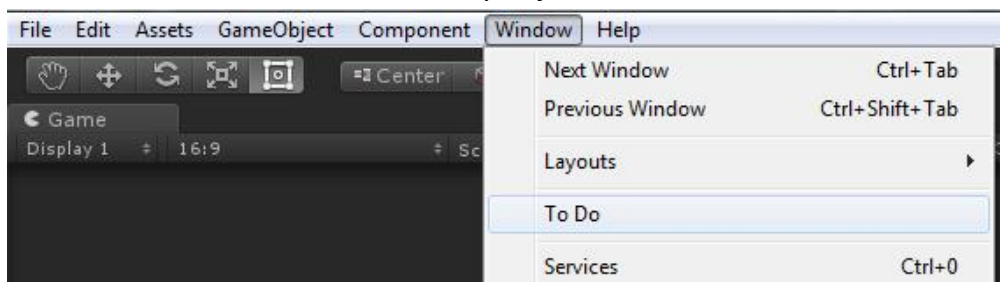 File Edit Assets GameObject Component Window Help
Center
Next Window Ctrl+Tab
Game
Previous Window Ctrl+Shift+Tab
Display 1 16:9 Sc
Layouts
To Do
Services Ctrl+0